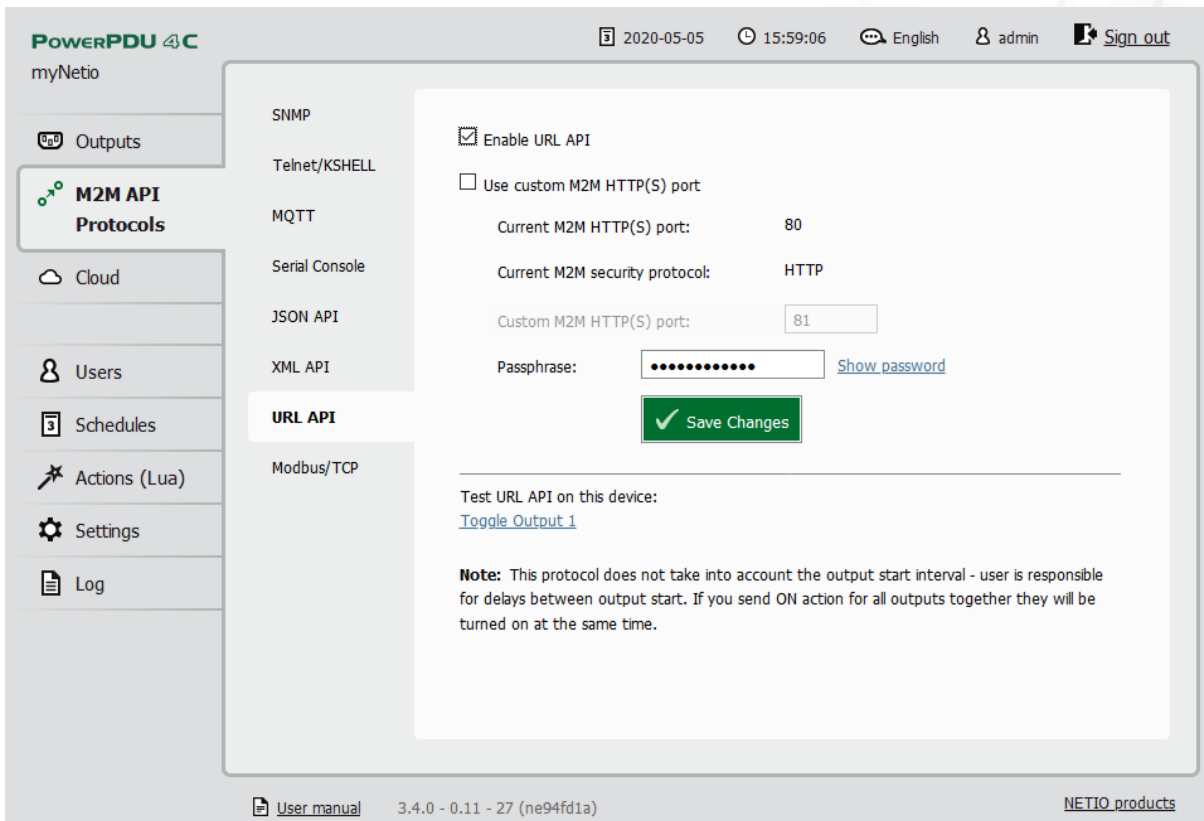 PowerPDU 4C
myNetio
3 2020-05-05
15:59:06
English
admin
Sign out
Outputs
M2M API
Protocols
Cloud
Users
3 Schedules
Actions (Lua)
Settings
Log
SNMP
Telnet/KSHELL
MQTT
Serial Console
JSON API
XML API
URL API
Modbus/TCP
Enable URL API
Use custom M2M HTTP(S) port
Current M2M HTTP(S) port: 80
Current M2M security protocol: HTTP
Custom M2M HTTP(S) port: 81
Passphrase: •••••••••••• Show password
Save Changes
Test URL API on this device:
Toggle Output 1
Note: This protocol does not take into account the output start interval - user is responsible
for delays between output start. If you send ON action for all outputs together they will be
turned on at the same time.
User manual
3.4.0 - 0.11 - 27 (ne94fd1a)
NETIO products